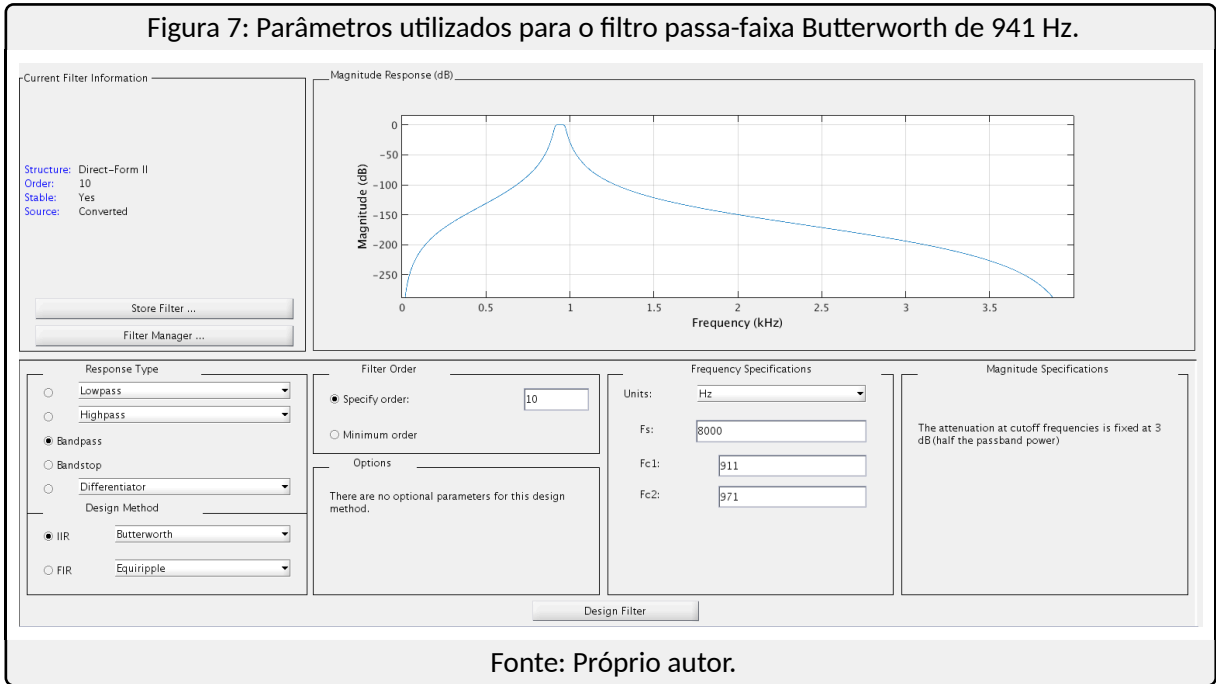 Figura 7: Parâmetros utilizados para o filtro passa-faixa Butterworth de 941 Hz.
Current Filter Information
Structure: Direct-Form II
Order: 10
Stable: Yes
Source: Converted
Store Filter ...
Filter Manager ...
Magnitude Response (dB)
Magnitude (dB)
0
-50
-100
-150
-200
-250
0
0.5
1
1.5
2
2.5
3
3.5
Frequency (kHz)
Response Type
Lowpass
Highpass
Bandpass
Bandstop
Differentiator
Design Method
IIR
Butterworth
FIR
Equiripple
Filter Order
Specify order:
10
Minimum order
Options
There are no optional parameters for this design
method.
Frequency Specifications
Units:
Hz
Fs:
8000
Fc1:
911
Fc2:
971
Magnitude Specifications
The attenuation at cutoff frequencies is fixed at 3
dB (half the passband power)
Design Filter
Fonte: Próprio autor.